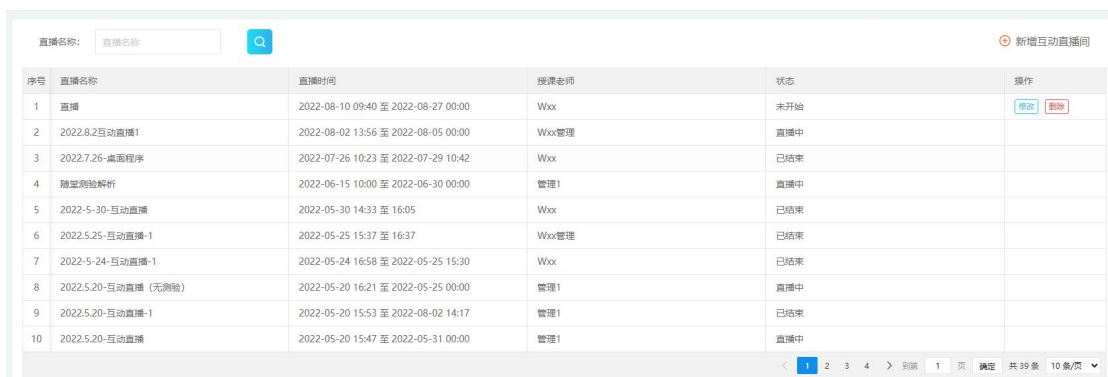 直播名称： 直播名称 新增互动直播间
序号 直播名称 直播时间 授课老师 状态 操作
1 直播 2022-08-10 09:40 至 2022-08-27 00:00 Wxx 未开始 修改 删除
2 2022.8.2互动直播1 2022-08-02 13:56 至 2022-08-05 00:00 Wxx管理 直播中
3 2022.7.26-桌面程序 2022-07-26 10:23 至 2022-07-29 10:42 Wxx 已结束
4 随堂测验解析 2022-06-15 10:00 至 2022-06-30 00:00 管理1 直播中
5 2022-5-30-互动直播 2022-05-30 14:33 至 16:05 Wxx 已结束
6 2022.5.25-互动直播-1 2022-05-25 15:37 至 16:37 Wxx管理 已结束
7 2022-5-24-互动直播-1 2022-05-24 16:58 至 2022-05-25 15:30 Wxx 已结束
8 2022.5.20-互动直播（无测验） 2022-05-20 16:21 至 2022-05-25 00:00 管理1 直播中
9 2022.5.20-互动直播-1 2022-05-20 15:53 至 2022-08-02 14:17 管理1 已结束
10 2022.5.20-互动直播 2022-05-20 15:47 至 2022-05-31 00:00 管理1 直播中
< 1 2 3 4 > 到第 1 页 确定 共 39 条 10 条/页